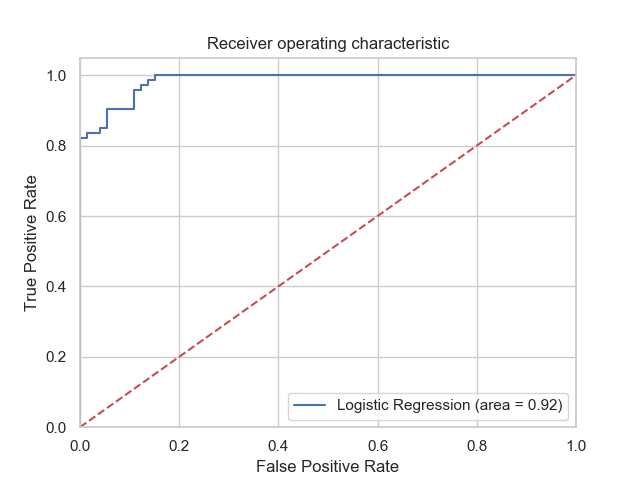 Receiver operating characteristic
True Positive Rate
1.0
0.8
0.6
0.4
0.2
0.0
Logistic Regression (area = 0.92)
0.0 0.2 0.4 0.6 0.8 1.0
False Positive Rate